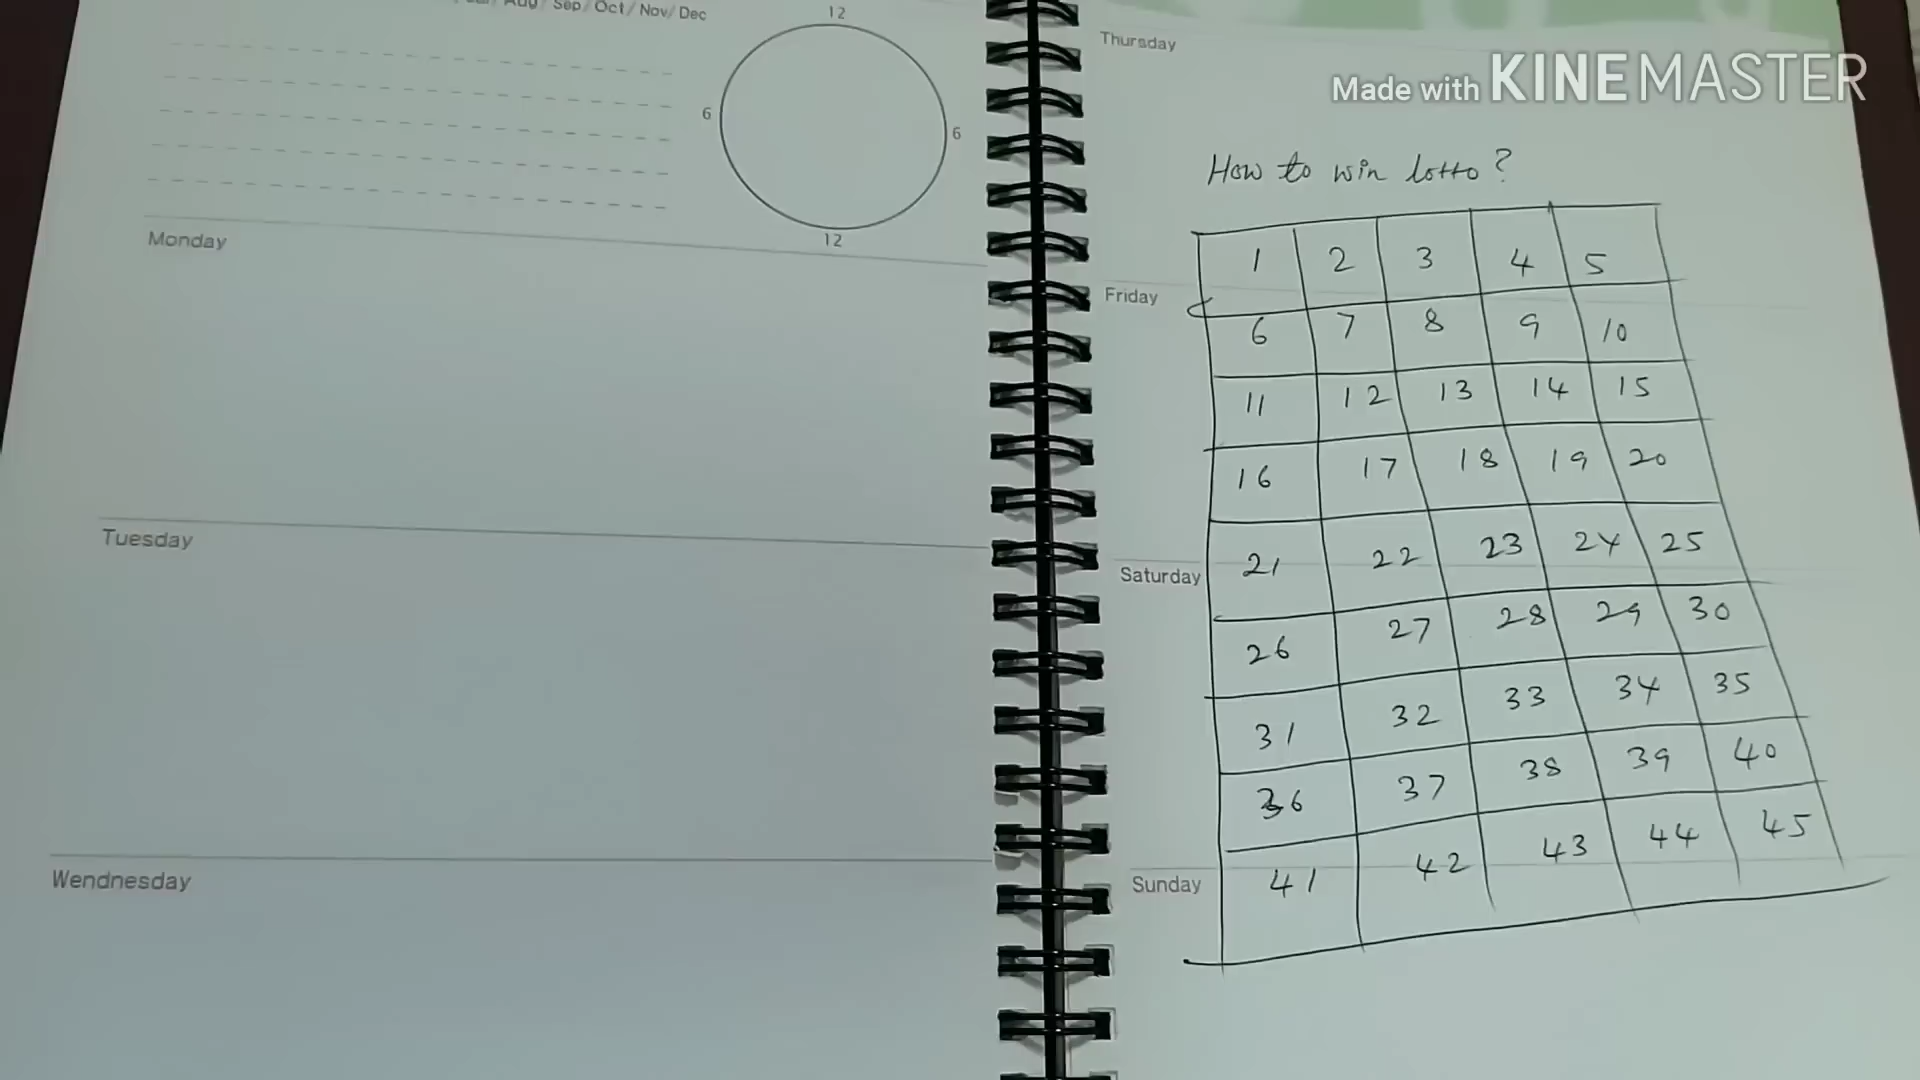 Aug / Sep / Oct / Nov / Dec
12
6
6
12
Monday
Tuesday
Wendnesday
Thursday
Made with KINEMASTER
How to win lotto?
Friday
Saturday
Sunday
1 2 3 4 5
6 7 8 9 10
11 12 13 14 15
16 17 18 19 20
21 22 23 24 25
26 27 28 29 30
31 32 33 34 35
36 37 38 39 40
41 42 43 44 45